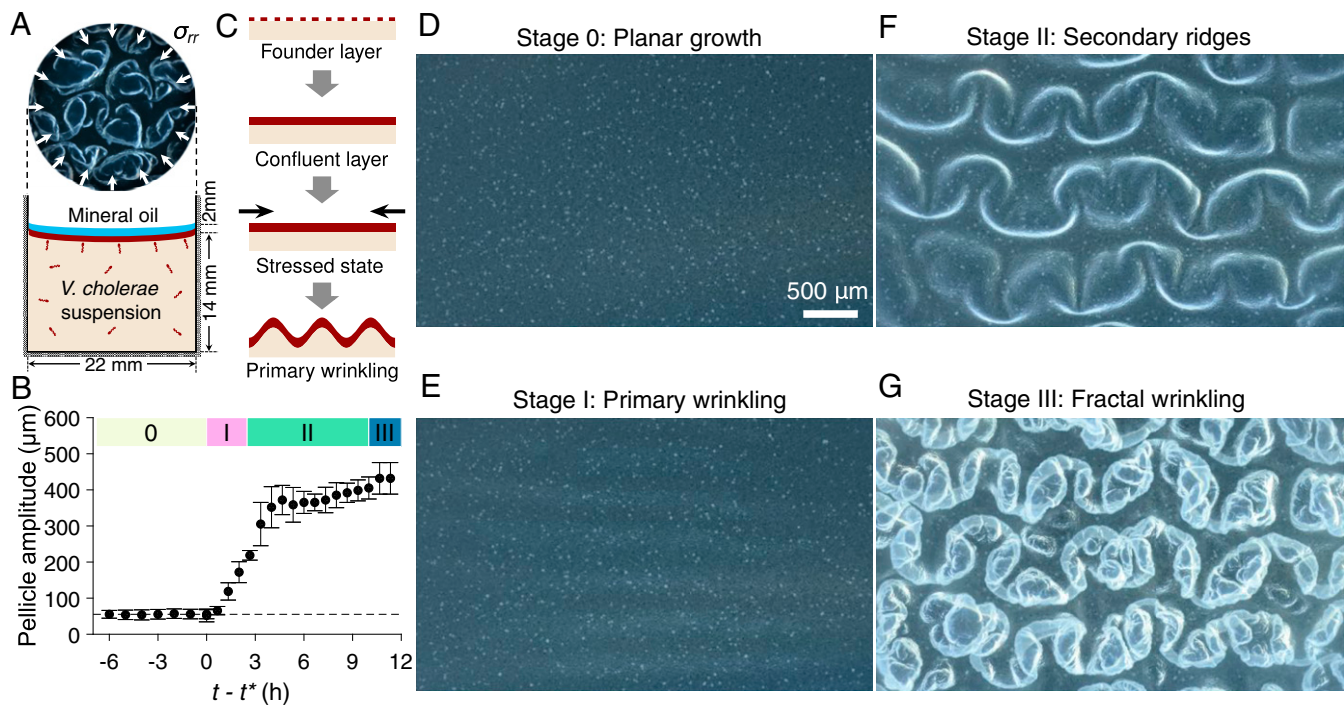 A
σrr
Mineral oil
2mm
V. cholerae
suspension
14 mm
22 mm
B
Pellicle amplitude (μm)
600
500
400
300
200
100
0
0
I
II
III
-6
-3
0
3
6
9
12
t - t* (h)
C
Founder layer
Confluent layer
Stressed state
Primary wrinkling
D
Stage 0: Planar growth
500 μm
E
Stage I: Primary wrinkling
F
Stage II: Secondary ridges
G
Stage III: Fractal wrinkling